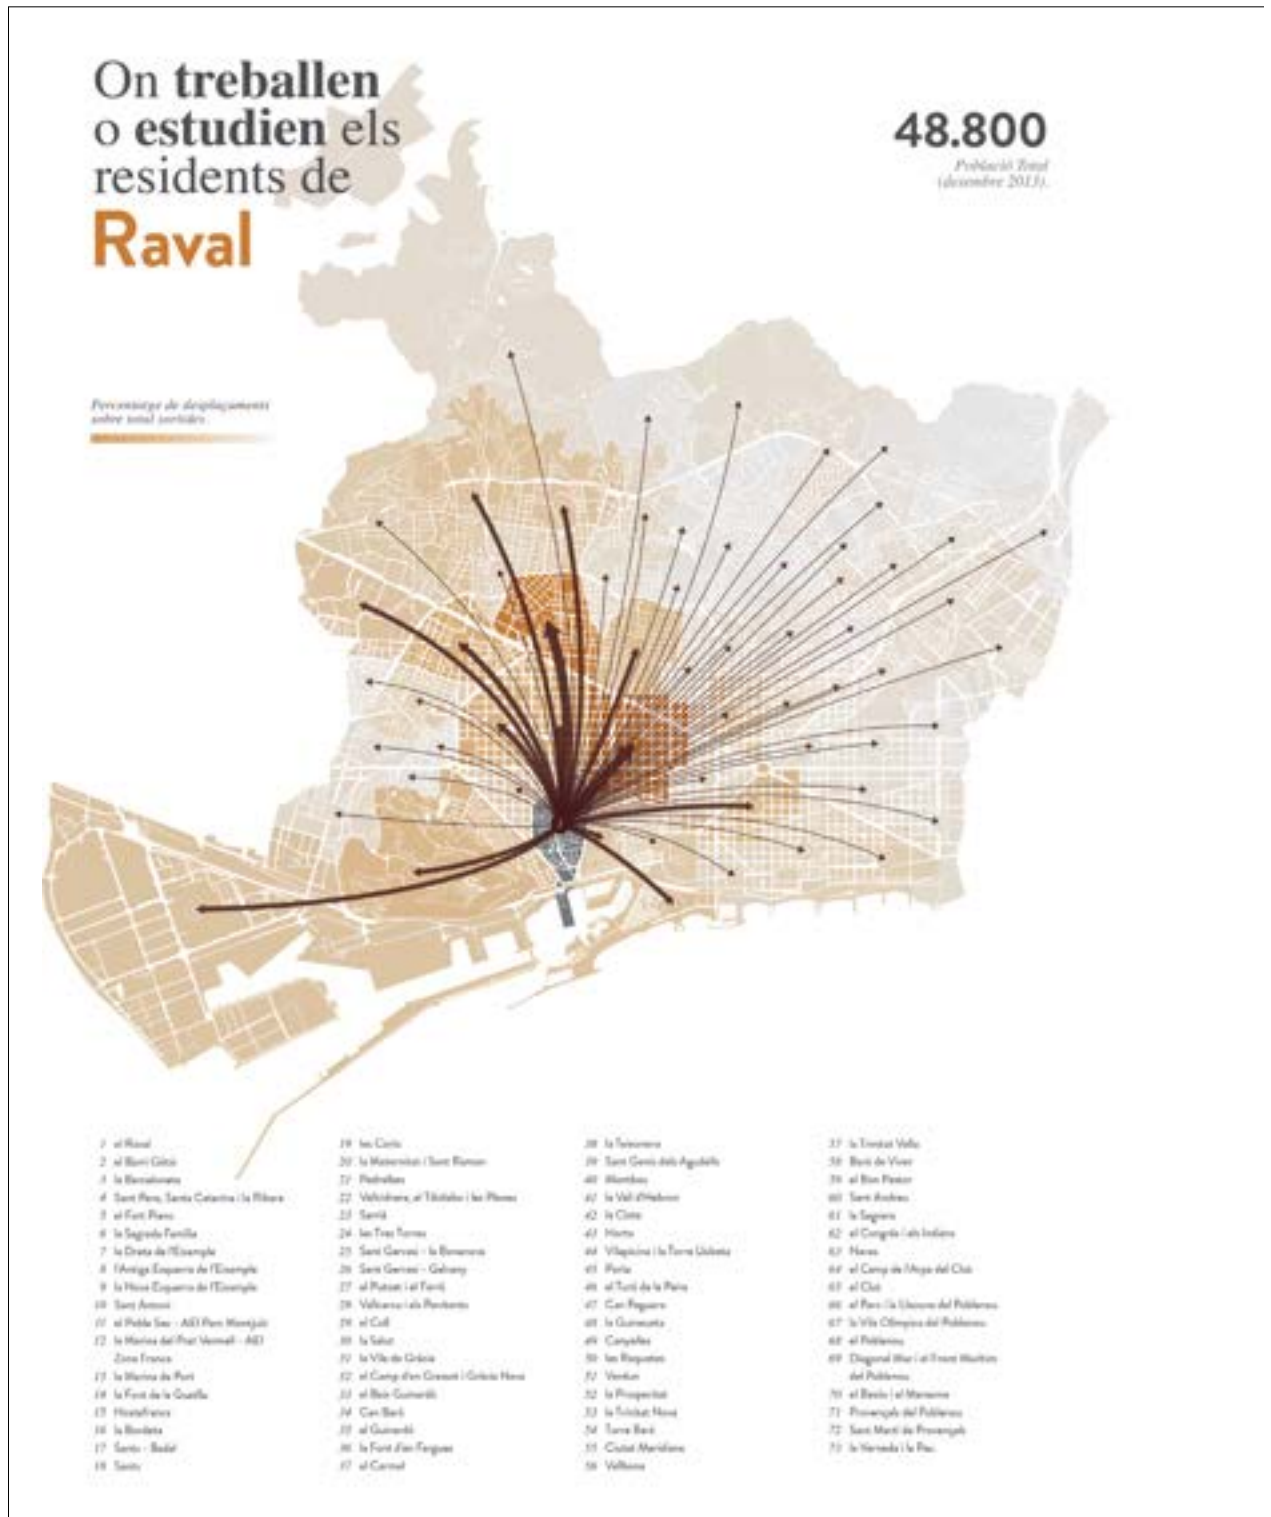 On treballen
o estudien els
residents de
Raval
48.800
Població Total
(desembre 2013).
Percentatge de desplaçaments
sobre total sortides.
1 el Raval
2 el Barri Gòtic
3 la Barceloneta
4 Sant Pere, Santa Caterina i la Ribera
5 el Fort Pienc
6 la Sagrada Família
7 la Dreta de l'Eixample
8 l'Antiga Esquerra de l'Eixample
9 la Nova Esquerra de l'Eixample
10 Sant Antoni
11 el Poble Sec - AEI Parc Montjuïc
12 la Marina del Prat Vermell - AEI
Zona Franca
13 la Marina de Port
14 la Font de la Guatlla
15 Hostafrancs
16 la Bordeta
17 Sants - Badal
18 Sants
19 les Corts
20 la Maternitat i Sant Ramon
21 Pedralbes
22 Vallvidrera, el Tibidabo i les Planes
23 Sarrià
24 les Tres Torres
25 Sant Gervasi - la Bonanova
26 Sant Gervasi - Galvany
27 el Putxet i el Farró
28 Vallcarca i els Penitents
29 el Coll
30 la Salut
31 la Vila de Gràcia
32 el Camp d'en Grassot i Gràcia Nova
33 el Baix Guinardó
34 Can Baró
35 el Guinardó
36 la Font d'en Fargues
37 el Carmel
38 la Teixonera
39 Sant Genís dels Agudells
40 Montbau
41 la Vall d'Hebron
42 la Clota
43 Horta
44 Vilapicina i la Torre Llobeta
45 Porta
46 el Turó de la Peira
47 Can Peguera
48 la Guineueta
49 Canyelles
50 les Roquetes
51 Verdun
52 la Prosperitat
53 la Trinitat Nova
54 Torre Baró
55 Ciutat Meridiana
56 Vallbona
57 la Trinitat Vella
58 Baró de Viver
59 el Bon Pastor
60 Sant Andreu
61 la Sagrera
62 el Congrés i els Indians
63 Navas
64 el Camp de l'Arpa del Clot
65 el Clot
66 el Parc i la Llacuna del Poblenou
67 la Vila Olímpica del Poblenou
68 el Poblenou
69 Diagonal Mar i el Front Marítim
del Poblenou
70 el Besòs i el Maresme
71 Provençals del Poblenou
72 Sant Martí de Provençals
73 la Verneda i la Pau